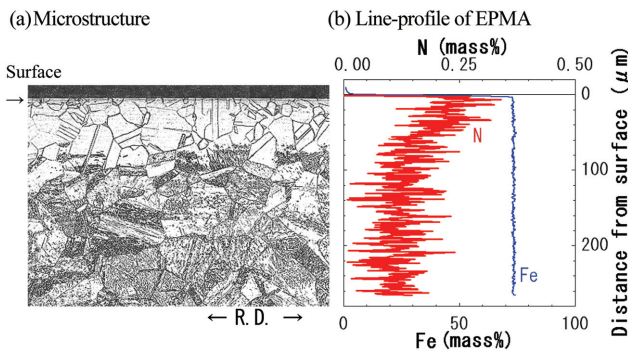 (a) Microstructure
(b) Line-profile of EPMA
N (mass%)
0.00 0.25 0.50
Surface
→
0
100
200
Distance from surface (μm)
N
Fe
← R.D. →
0 50 100
Fe (mass%)